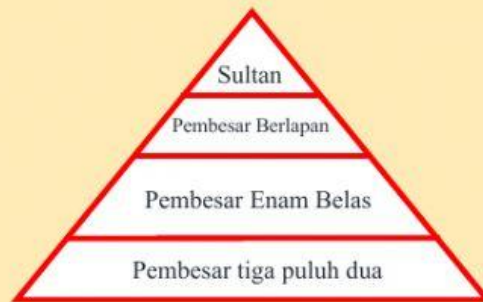 Sultan
Pembesar Berlapan
Pembesar Enam Belas
Pembesar tiga puluh dua